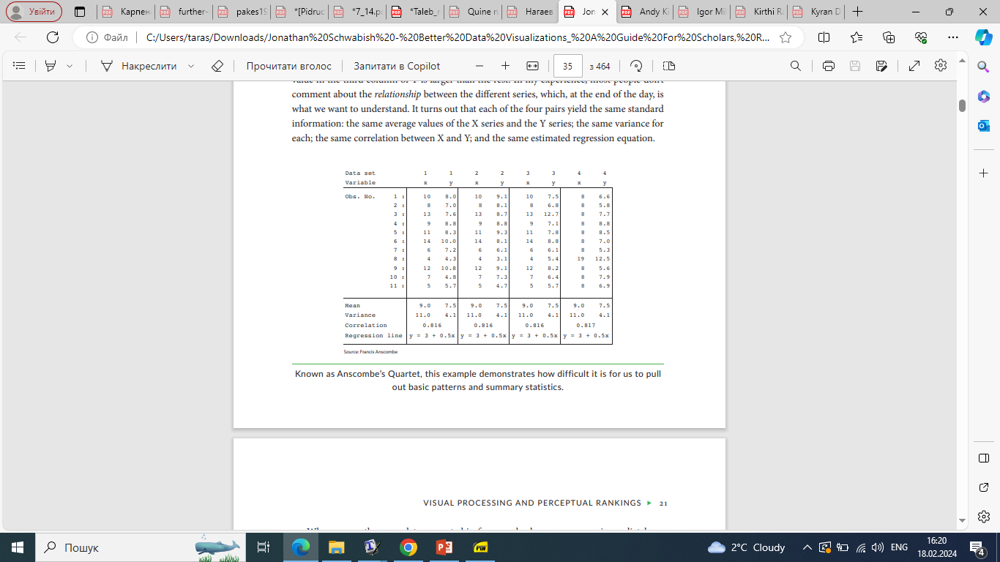 Увійти
Карпен
further-
pakes19
*[Pidruc
*7_14.p
*Taleb_r
Quine n
Нагаев
Jon
Andy Ki
Igor Mi
Kirthi R
Kyran D
Файл
C:/Users/taras/Downloads/Jonathan%20Schwabish%20-%20Better%20Data%20Visualizations_%20A%20Guide%20For%20Scholars,%20R...
Накреслити
Прочитати вголос
Запитати в Copilot
35
з 464
value in the third column of Y is larger than the rest. In my experience, most people don't
comment about the relationship between the different series, which, at the end of the day, is
what we want to understand. It turns out that each of the four pairs yield the same standard
information: the same average values of the X series and the Y series; the same variance for
each; the same correlation between X and Y; and the same estimated regression equation.
Data set 1 1 2 2 3 3 4 4
Variable x y x y x y x y
Obs. No. 1 : 10 8.0 10 9.1 10 7.5 8 6.6
2 : 8 7.0 8 8.1 8 6.8 8 5.8
3 : 13 7.6 13 8.7 13 12.7 8 7.7
4 : 9 8.8 9 8.8 9 7.1 8 8.8
5 : 11 8.3 11 9.3 11 7.8 8 8.5
6 : 14 10.0 14 8.1 14 8.8 8 7.0
7 : 6 7.2 6 6.1 6 6.1 8 5.3
8 : 4 4.3 4 3.1 4 5.4 19 12.5
9 : 12 10.8 12 9.1 12 8.2 8 5.6
10 : 7 4.8 7 7.3 7 6.4 8 7.9
11 : 5 5.7 5 4.7 5 5.7 8 6.9
Mean 9.0 7.5 9.0 7.5 9.0 7.5 9.0 7.5
Variance 11.0 4.1 11.0 4.1 11.0 4.1 11.0 4.1
Correlation 0.816 0.816 0.816 0.817
Regression line y = 3 + 0.5x y = 3 + 0.5x y = 3 + 0.5x y = 3 + 0.5x
Source: Francis Anscombe
Known as Anscombe's Quartet, this example demonstrates how difficult it is for us to pull
out basic patterns and summary statistics.
VISUAL PROCESSING AND PERCEPTUAL RANKINGS ► 21
Пошук
2°C Cloudy
ENG
16:20
18.02.2024
4